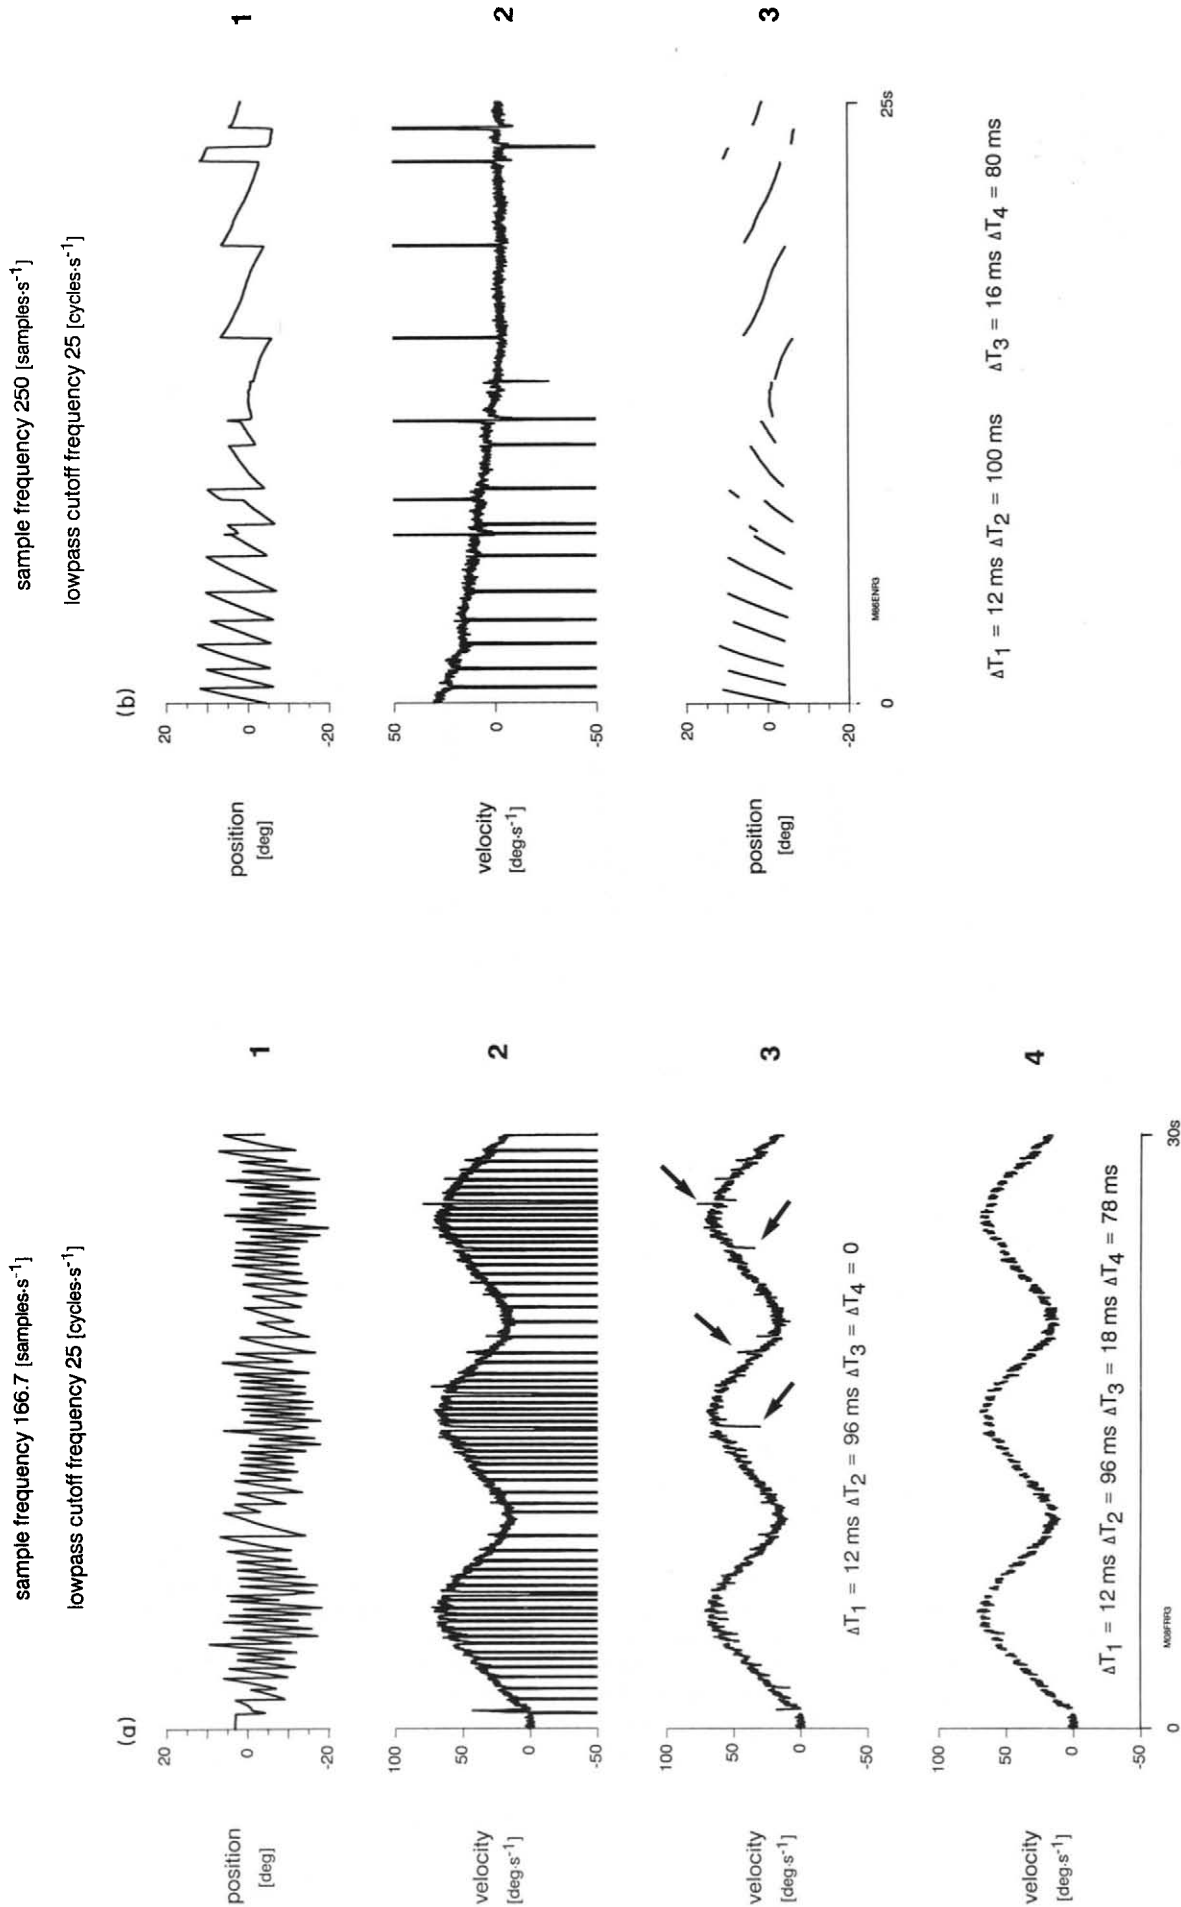 sample frequency 166.7 [samples·s⁻¹]
lowpass cutoff frequency 25 [cycles·s⁻¹]
(a)
position
[deg]
20
0
-20
1
velocity
[deg·s⁻¹]
100
50
0
-50
2
velocity
[deg·s⁻¹]
100
50
0
-50
3
ΔT₁ = 12 ms ΔT₂ = 96 ms ΔT₃ = ΔT₄ = 0
velocity
[deg·s⁻¹]
100
50
0
-50
4
M08FRR3
ΔT₁ = 12 ms ΔT₂ = 96 ms ΔT₃ = 18 ms ΔT₄ = 78 ms
0
30s
sample frequency 250 [samples·s⁻¹]
lowpass cutoff frequency 25 [cycles·s⁻¹]
(b)
position
[deg]
20
0
-20
1
velocity
[deg·s⁻¹]
50
0
-50
2
position
[deg]
20
0
-20
3
M66ENR3
0
25s
ΔT₁ = 12 ms ΔT₂ = 100 ms ΔT₃ = 16 ms ΔT₄ = 80 ms